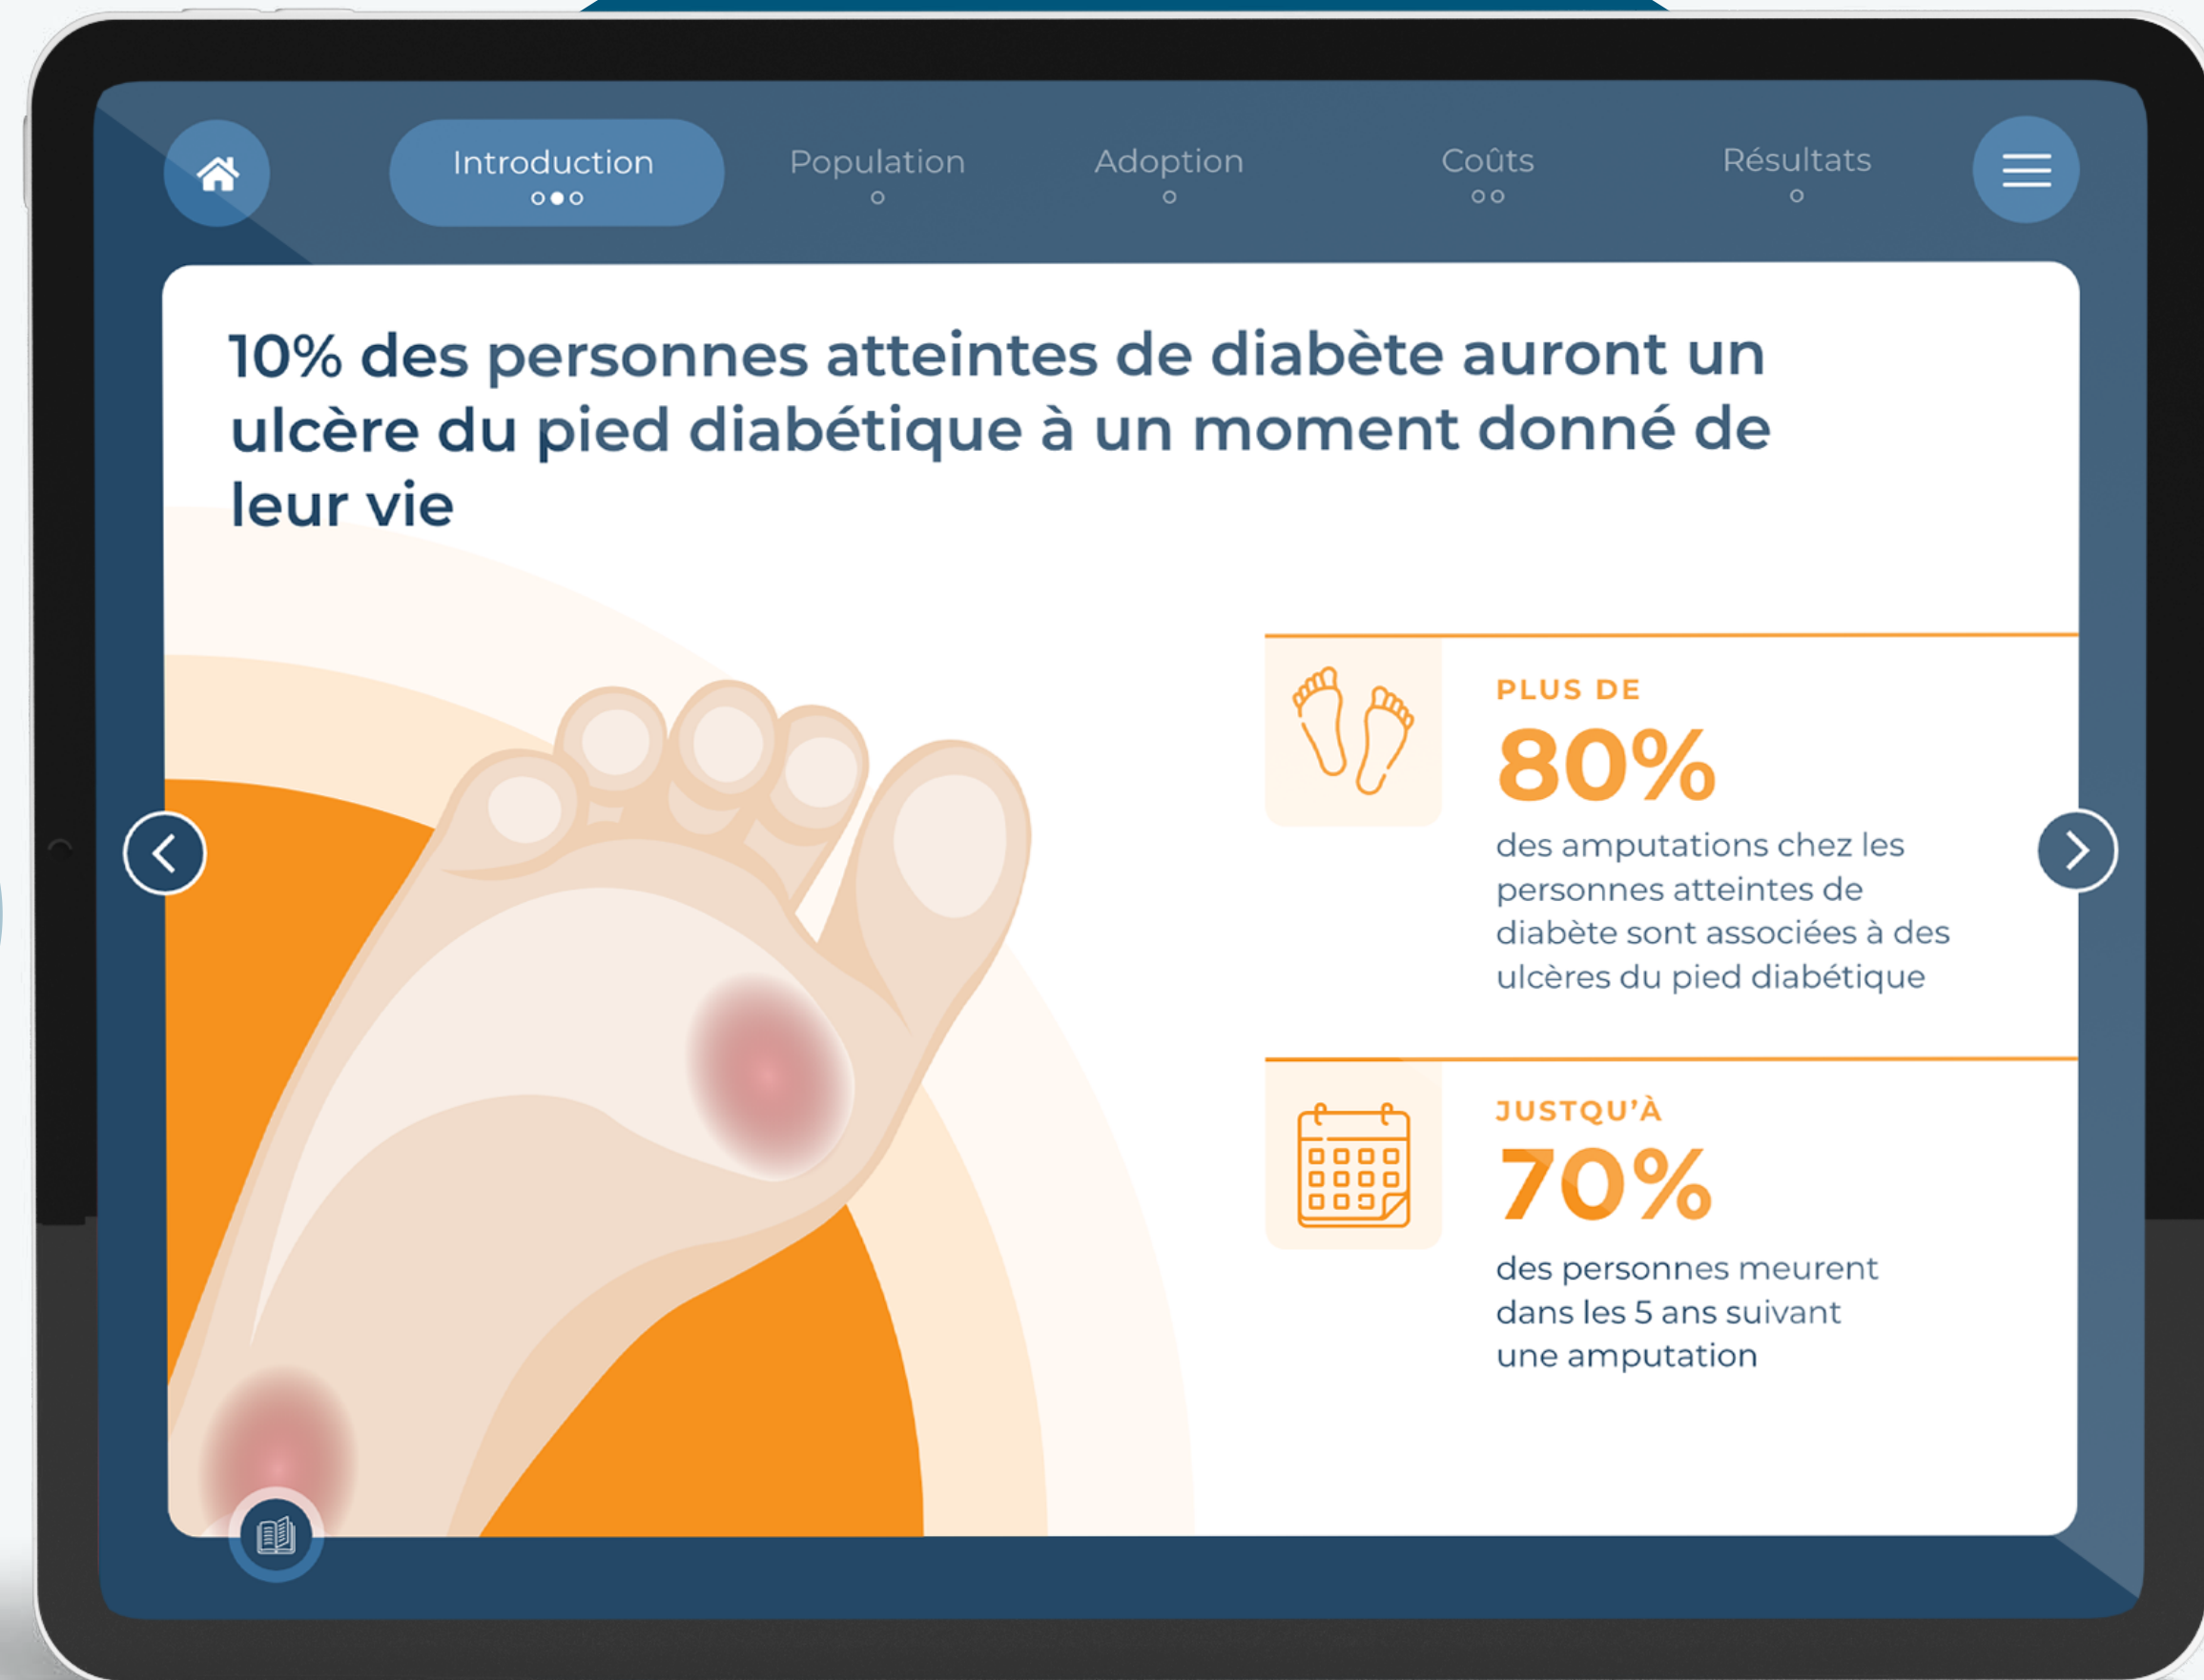 Introduction
Population
Adoption
Coûts
Résultats
10% des personnes atteintes de diabète auront un
ulcère du pied diabétique à un moment donné de
leur vie
PLUS DE
80%
des amputations chez les
personnes atteintes de
diabète sont associées à des
ulcères du pied diabétique
JUSTQU’À
70%
des personnes meurent
dans les 5 ans suivant
une amputation